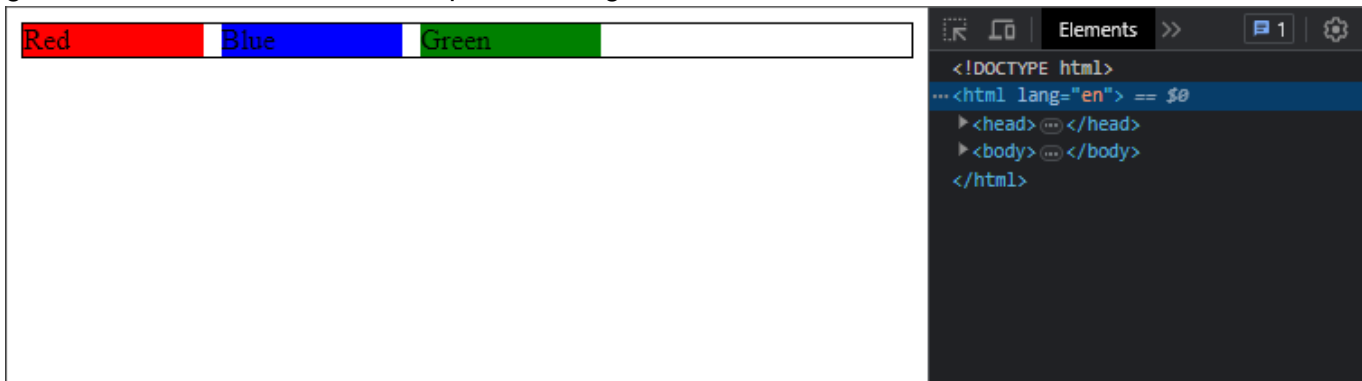 Red Blue Green
Elements 1
<!DOCTYPE html>
<html lang="en"> == $0
<head> </head>
<body> </body>
</html>